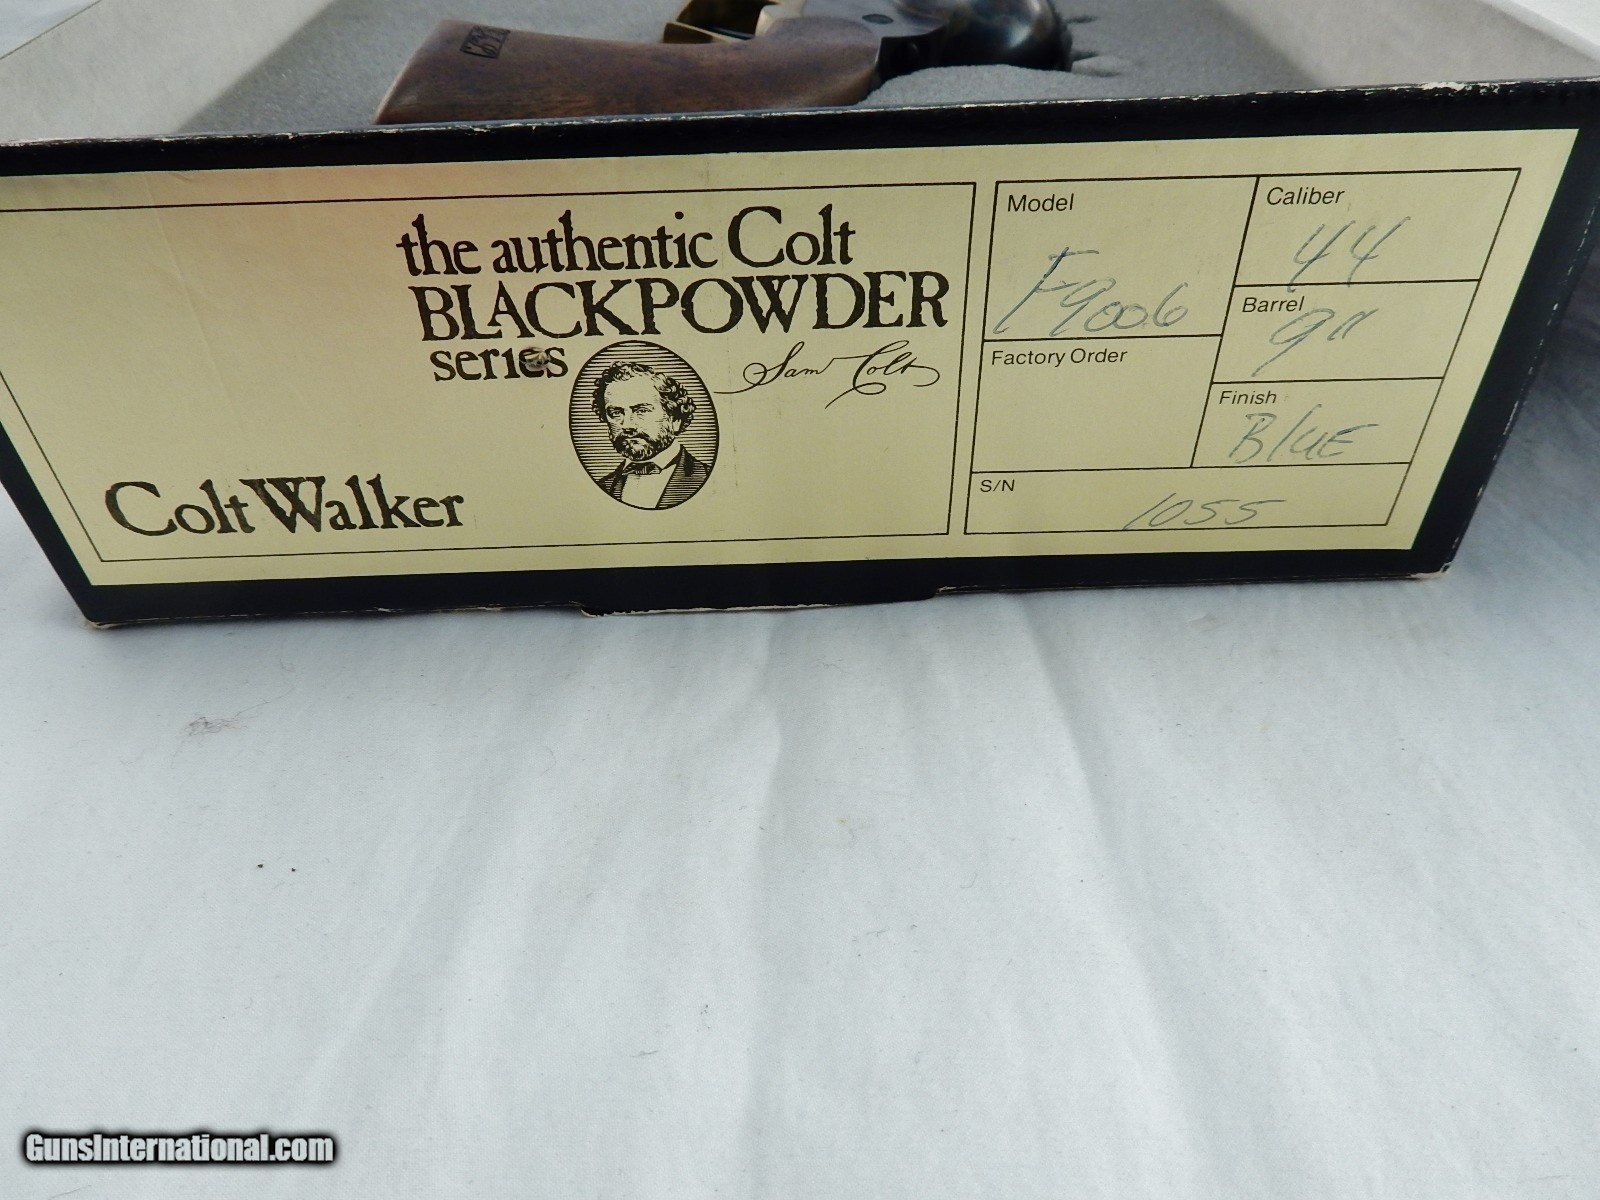 the authentic Colt
BLACKPOWDER
series
Sam Colt
Colt Walker
Model
F9006
Caliber
44
Barrel
9"
Factory Order
Finish
BluE
S/N
1055
GunsInternational.com